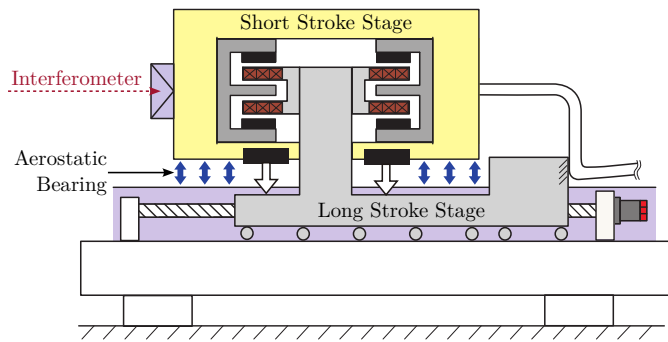 Short Stroke Stage
Interferometer
Aerostatic
Bearing
Long Stroke Stage